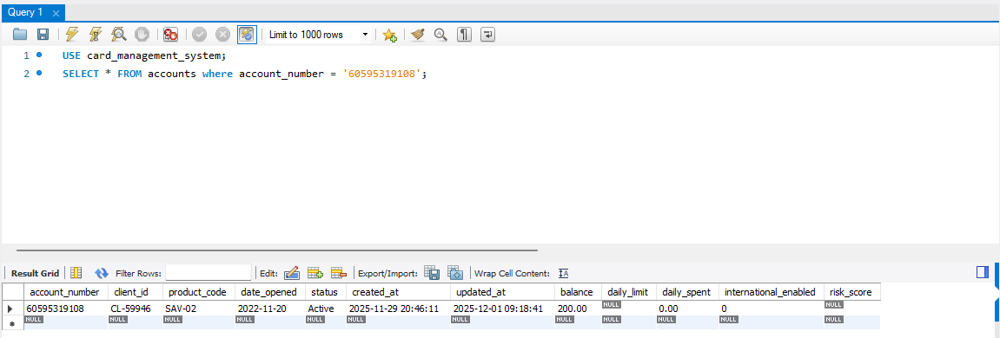 Query 1
Limit to 1000 rows
1 USE card_management_system;
2 SELECT * FROM accounts where account_number = '60595319108';
Result Grid Filter Rows: Edit: Export/Import: Wrap Cell Content:
account_number client_id product_code date_opened status created_at updated_at balance daily_limit daily_spent international_enabled risk_score
60595319108 CL-59946 SAV-02 2022-11-20 Active 2025-11-29 20:46:11 2025-12-01 09:18:41 200.00 NULL 0.00 0 NULL
NULL NULL NULL NULL NULL NULL NULL NULL NULL NULL NULL NULL